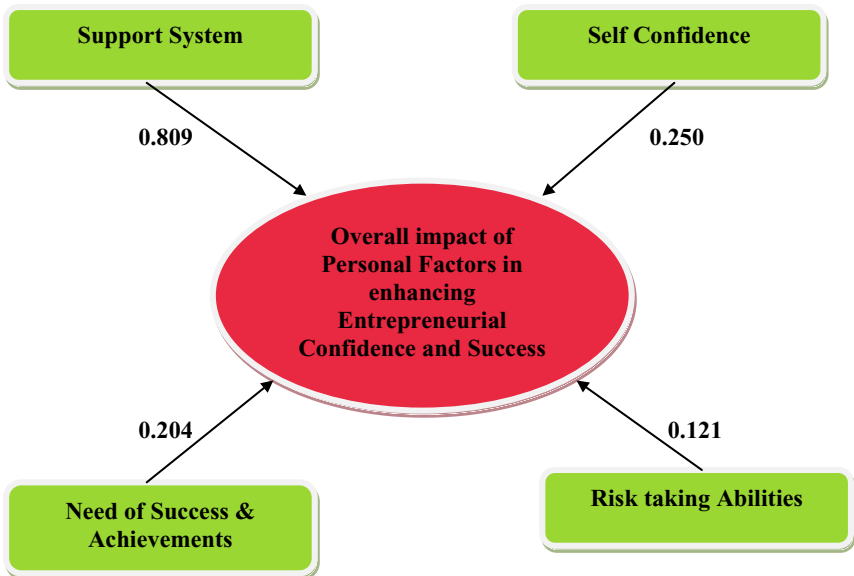 Support System
Self Confidence
0.809
0.250
Overall impact of
Personal Factors in
enhancing
Entrepreneurial
Confidence and Success
0.204
0.121
Need of Success &
Achievements
Risk taking Abilities